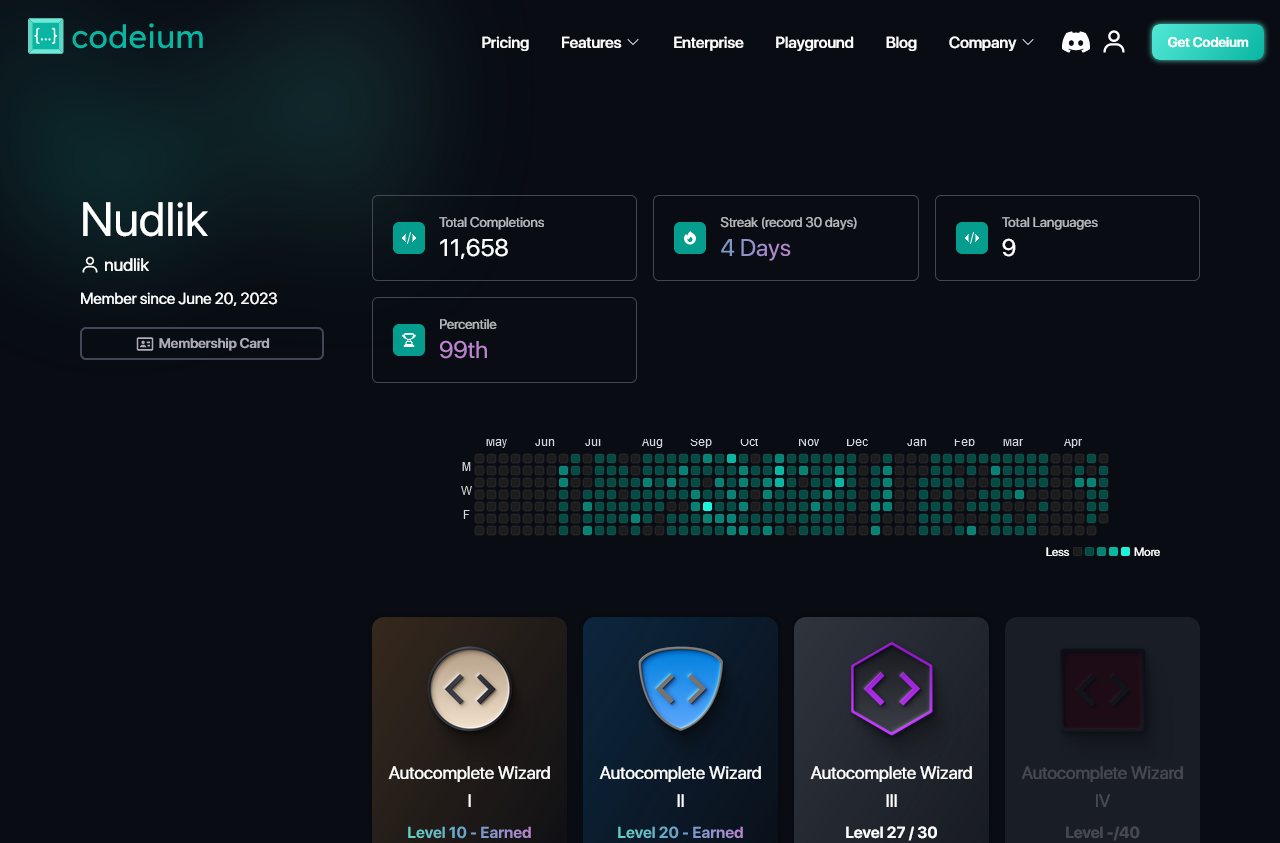 {...} codeium
Pricing Features Enterprise Playground Blog Company Get Codeium
Nudlik
nudlik
Member since June 20, 2023
Membership Card
Total Completions
11,658
Streak (record 30 days)
4 Days
Total Languages
9
Percentile
99th
May Jun Jul Aug Sep Oct Nov Dec Jan Feb Mar Apr
M
W
F
Less More
Autocomplete Wizard
I
Level 10 - Earned
Autocomplete Wizard
II
Level 20 - Earned
Autocomplete Wizard
III
Level 27 / 30
Autocomplete Wizard
IV
Level -/40